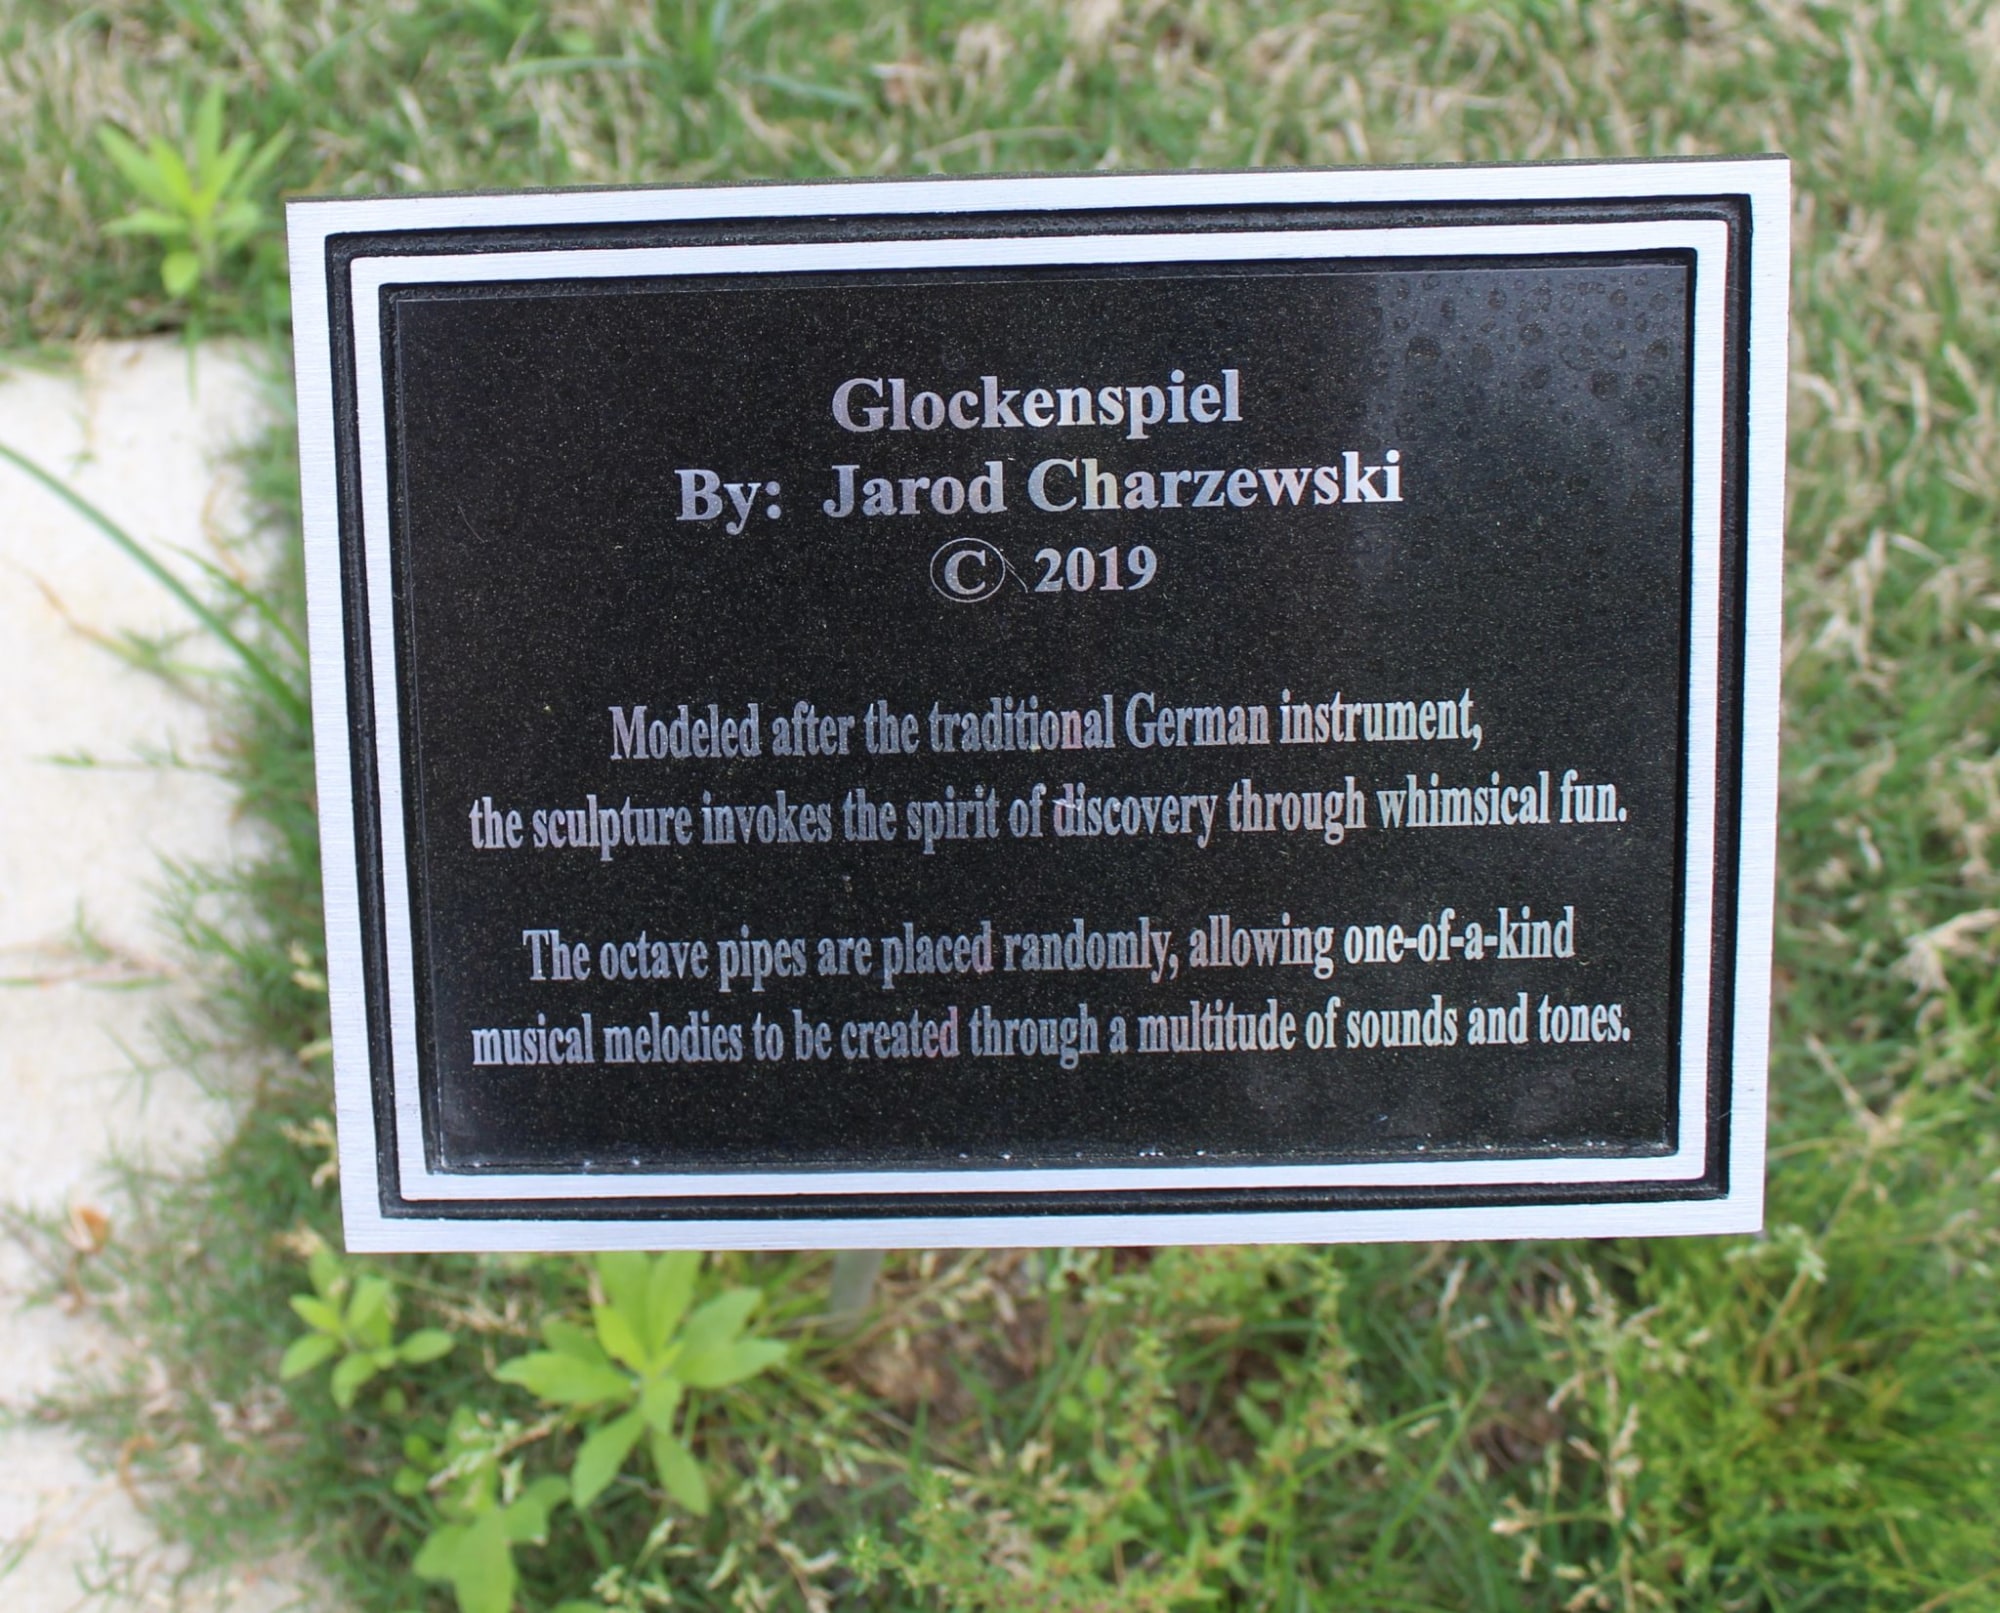 Glockenspiel
By: Jarod Charzewski
© 2019
Modeled after the traditional German instrument,
the sculpture invokes the spirit of discovery through whimsical fun.
The octave pipes are placed randomly, allowing one-of-a-kind
musical melodies to be created through a multitude of sounds and tones.